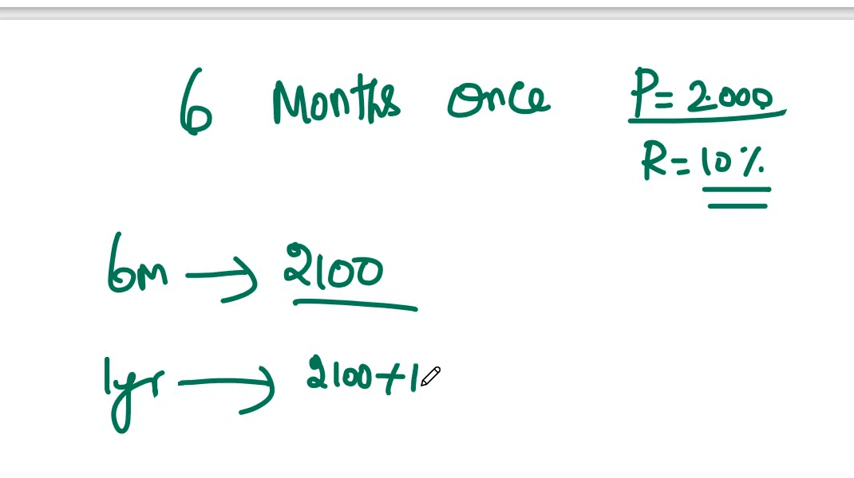 6 Months Once P = 2000
R = 10%
6m → 2100
1yr → 2100 + 1